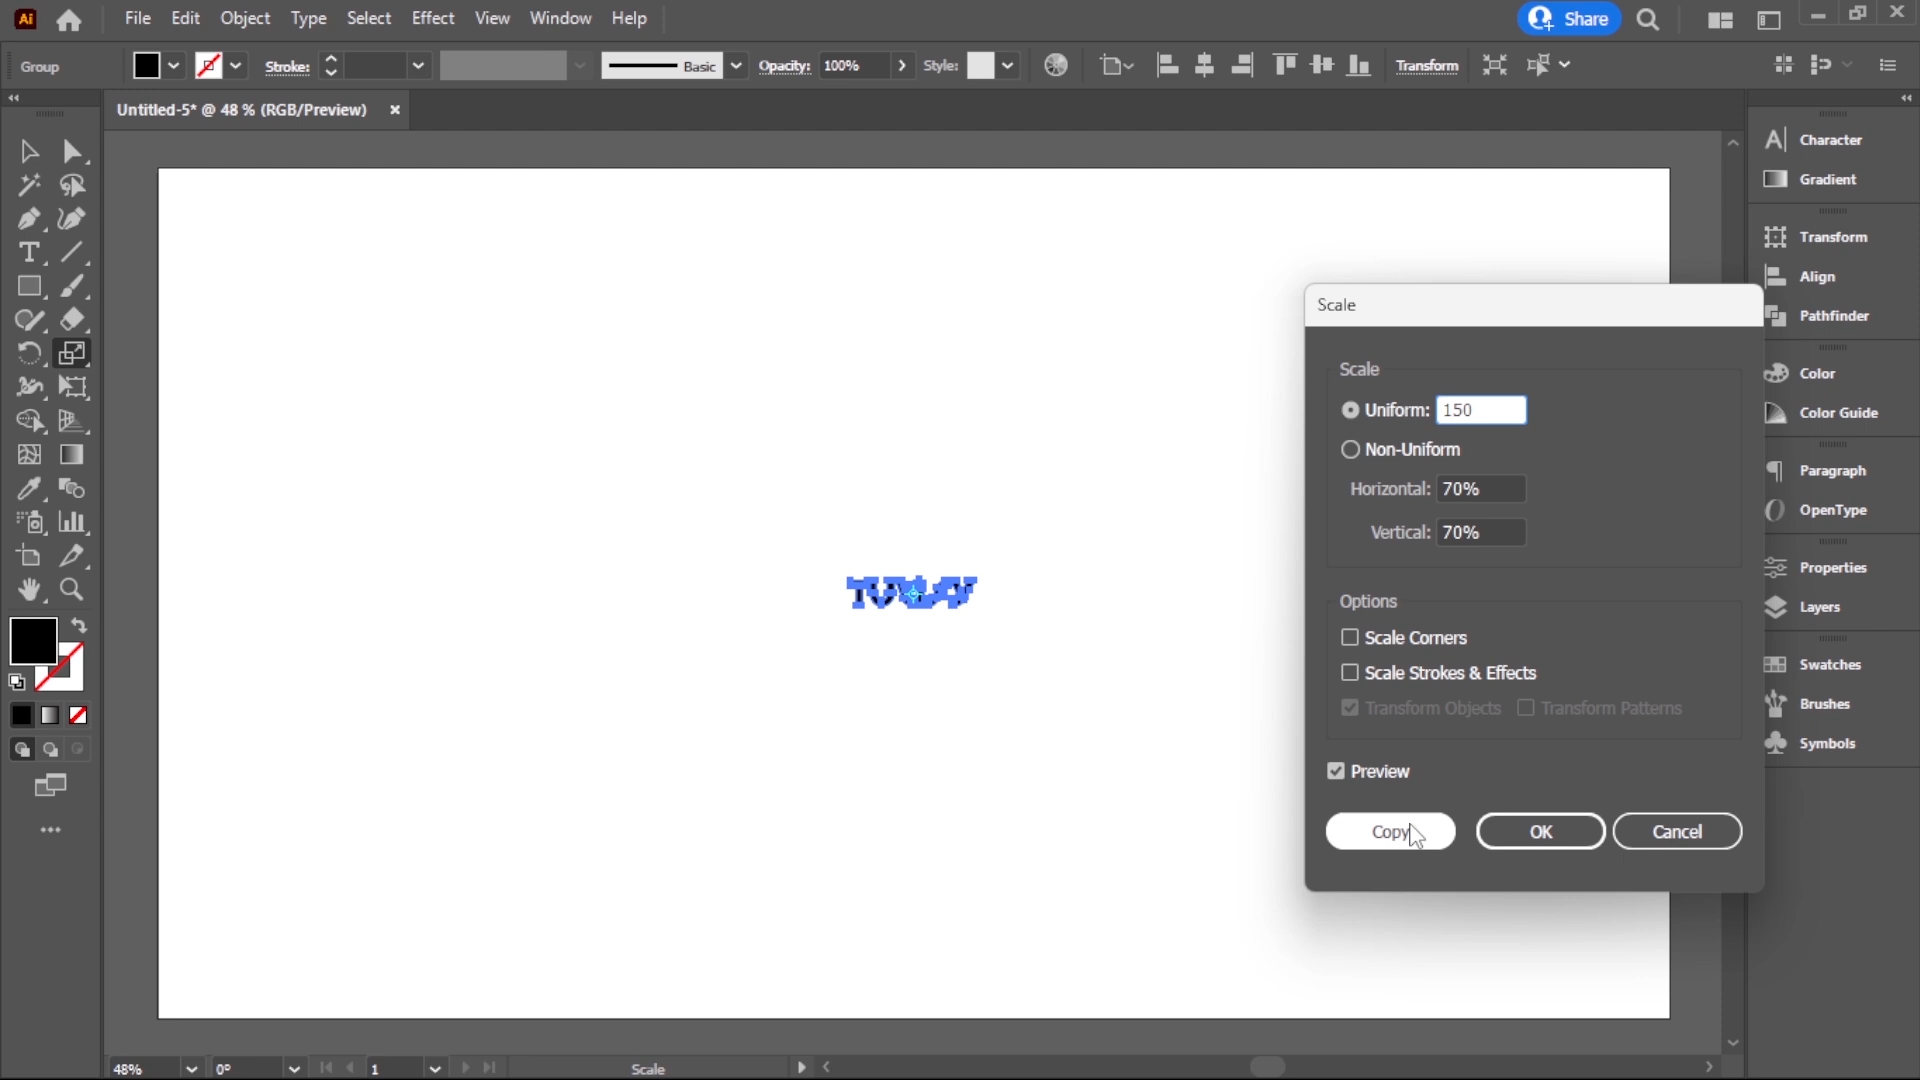 Ai File Edit Object Type Select Effect View Window Help Share
Group Stroke: Basic Opacity: 100% Style: Transform
Untitled-5* @ 48 % (RGB/Preview) ×
Character
Gradient
Transform
Align
Pathfinder
Color
Color Guide
Paragraph
OpenType
Properties
Layers
Swatches
Brushes
Symbols
Scale
Scale
Uniform: 150
Non-Uniform
Horizontal: 70%
Vertical: 70%
Options
Scale Corners
Scale Strokes & Effects
Transform Objects Transform Patterns
Preview
Copy OK Cancel
48% 0° 1 Scale